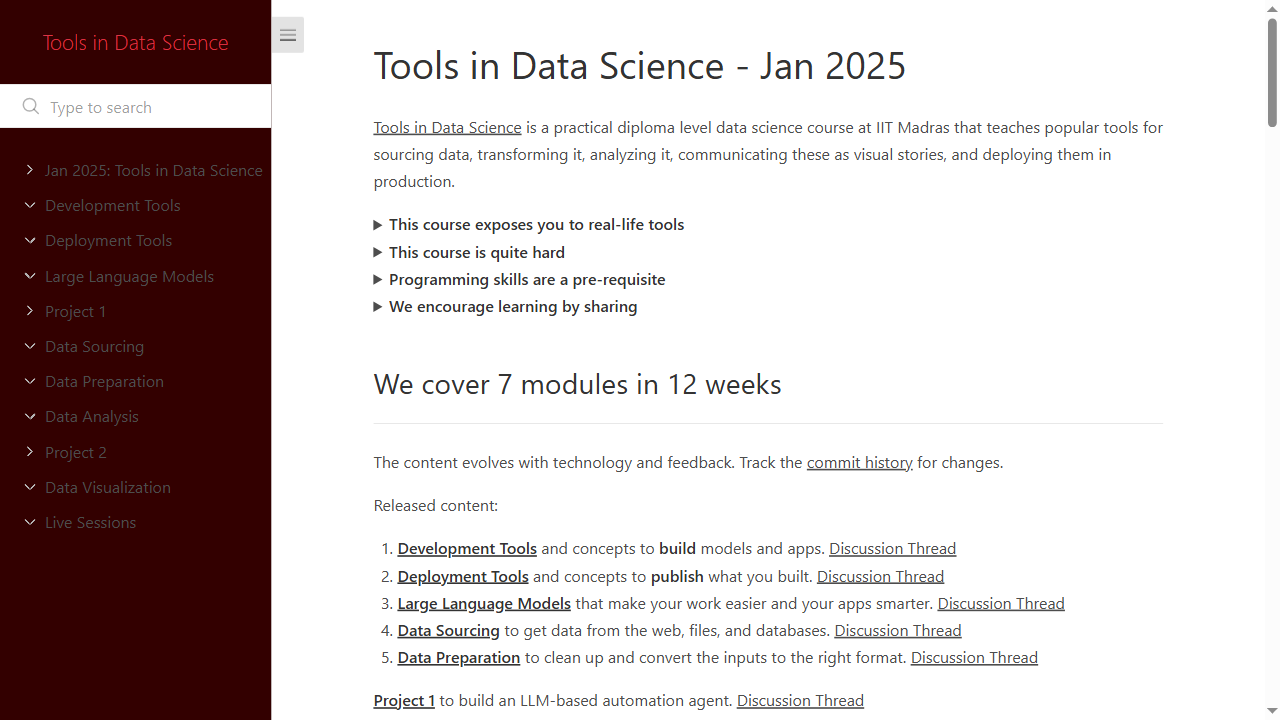 Tools in Data Science
Type to search
Jan 2025: Tools in Data Science
Development Tools
Deployment Tools
Large Language Models
Project 1
Data Sourcing
Data Preparation
Data Analysis
Project 2
Data Visualization
Live Sessions
Tools in Data Science - Jan 2025
Tools in Data Science is a practical diploma level data science course at IIT Madras that teaches popular tools for
sourcing data, transforming it, analyzing it, communicating these as visual stories, and deploying them in
production.
This course exposes you to real-life tools
This course is quite hard
Programming skills are a pre-requisite
We encourage learning by sharing
We cover 7 modules in 12 weeks
The content evolves with technology and feedback. Track the commit history for changes.
Released content:
1. Development Tools and concepts to build models and apps. Discussion Thread
2. Deployment Tools and concepts to publish what you built. Discussion Thread
3. Large Language Models that make your work easier and your apps smarter. Discussion Thread
4. Data Sourcing to get data from the web, files, and databases. Discussion Thread
5. Data Preparation to clean up and convert the inputs to the right format. Discussion Thread
Project 1 to build an LLM-based automation agent. Discussion Thread